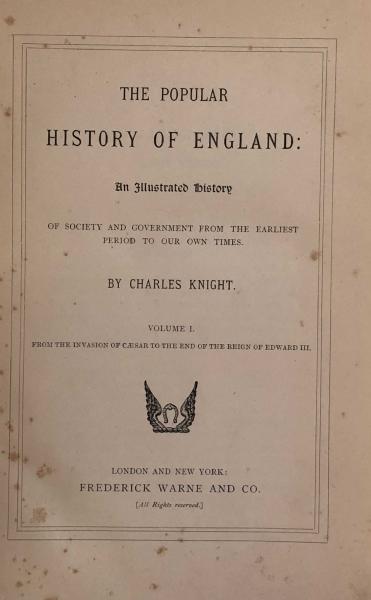 THE POPULAR
HISTORY OF ENGLAND:
An Illustrated History
OF SOCIETY AND GOVERNMENT FROM THE EARLIEST
PERIOD TO OUR OWN TIMES.
BY CHARLES KNIGHT.
VOLUME I.
FROM THE INVASION OF CÆSAR TO THE END OF THE REIGN OF EDWARD III.
LONDON AND NEW YORK:
FREDERICK WARNE AND CO.
[All Rights reserved.]